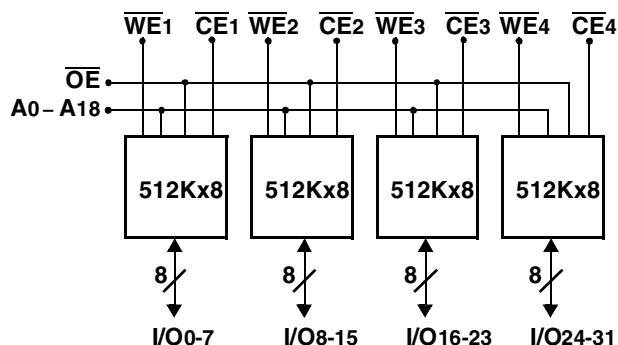 WE1 CE1 WE2 CE2 WE3 CE3 WE4 CE4
OE
A0 – A18
512Kx8 512Kx8 512Kx8 512Kx8
8 8 8 8
I/O0-7 I/O8-15 I/O16-23 I/O24-31